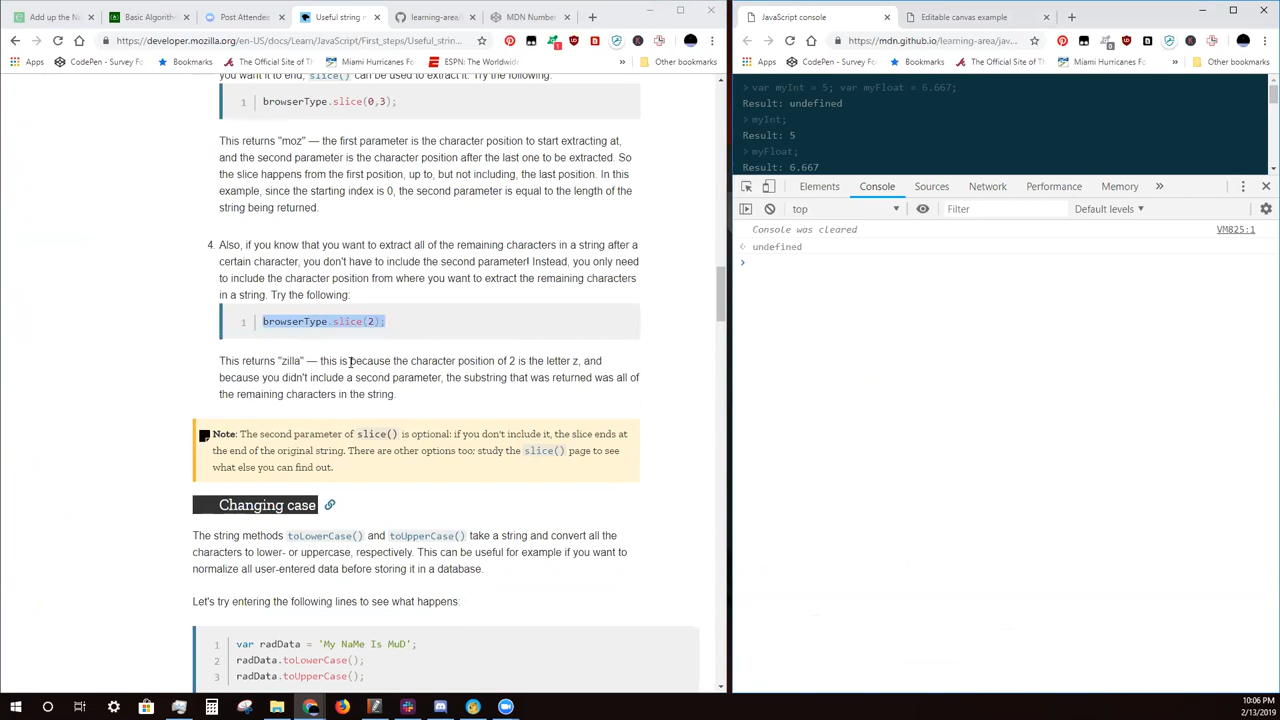 Add up the Na
Basic Algorithm
Post Attendee
Useful string m
learning-area/
MDN Number
JavaScript console
Editable canvas example
https://developer.mozilla.org/en-US/docs/Learn/JavaScript/First_steps/Useful_strin...
https://mdn.github.io/learning-area/jav...
Apps
CodePen - Survey Fo
Bookmarks
The Official Site of T
Miami Hurricanes F
ESPN: The Worldwide
»
Other bookmarks
Apps
CodePen - Survey For
Bookmarks
The Official Site of Th
Miami Hurricanes Fo
»
Other bookmarks
you want it to end, slice() can be used to extract it. Try the following:
1 browserType.slice(0,3);
This returns "moz" — the first parameter is the character position to start extracting at,
and the second parameter is the character position after the last one to be extracted. So
the slice happens from the first position, up to, but not including, the last position. In this
example, since the starting index is 0, the second parameter is equal to the length of the
string being returned.
4. Also, if you know that you want to extract all of the remaining characters in a string after a
certain character, you don't have to include the second parameter! Instead, you only need
to include the character position from where you want to extract the remaining characters
in a string. Try the following:
1 browserType.slice(2);
This returns "zilla" — this is because the character position of 2 is the letter z, and
because you didn't include a second parameter, the substring that was returned was all of
the remaining characters in the string.
Note: The second parameter of slice() is optional: if you don't include it, the slice ends at
the end of the original string. There are other options too; study the slice() page to see
what else you can find out.
Changing case
The string methods toLowerCase() and toUpperCase() take a string and convert all the
characters to lower- or uppercase, respectively. This can be useful for example if you want to
normalize all user-entered data before storing it in a database.
Let's try entering the following lines to see what happens:
1 var radData = 'My NaMe Is MuD';
2 radData.toLowerCase();
3 radData.toUpperCase();
> var myInt = 5; var myFloat = 6.667;
Result: undefined
> myInt;
Result: 5
> myFloat;
Result: 6.667
Elements Console Sources Network Performance Memory »
top Filter Default levels
Console was cleared VM825:1
undefined
10:06 PM
2/13/2019